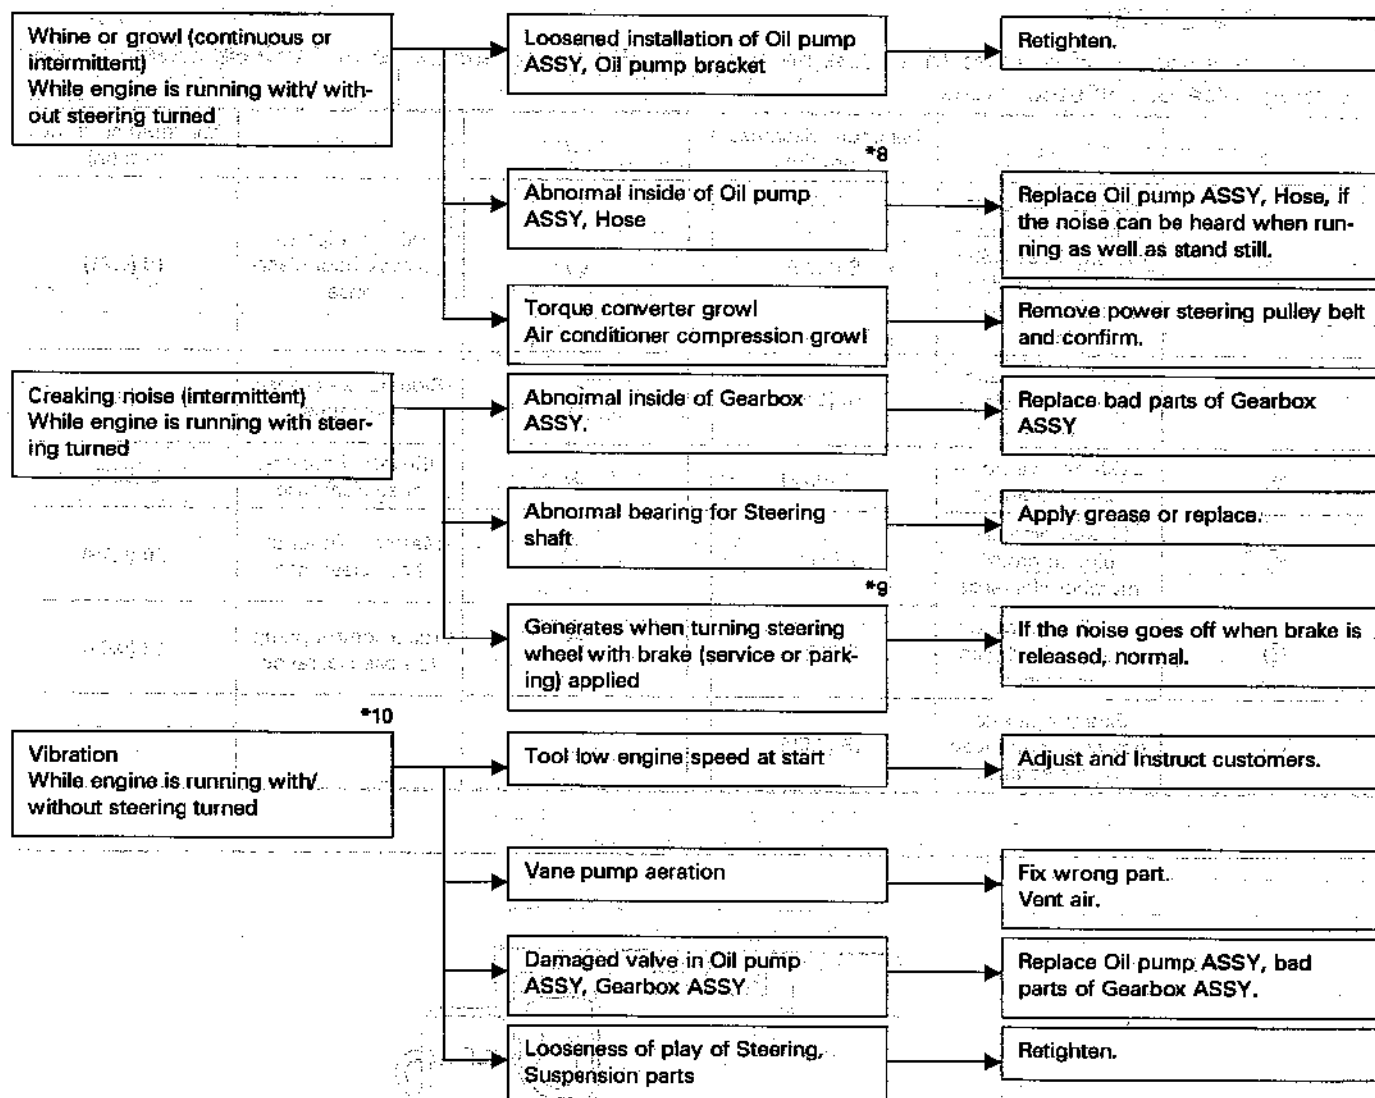 Whine or growl (continuous or
intermittent)
While engine is running with/ with-
out steering turned
Loosened installation of Oil pump
ASSY, Oil pump bracket
Retighten.
*8
Abnormal inside of Oil pump
ASSY, Hose
Replace Oil pump ASSY, Hose, if
the noise can be heard when run-
ning as well as stand still.
Torque converter growl
Air conditioner compression growl
Remove power steering pulley belt
and confirm.
Creaking noise (intermittent)
While engine is running with steer-
ing turned
Abnormal inside of Gearbox
ASSY.
Replace bad parts of Gearbox
ASSY
Abnormal bearing for Steering
shaft
Apply grease or replace.
*9
Generates when turning steering
wheel with brake (service or park-
ing) applied
If the noise goes off when brake is
released, normal.
*10
Vibration
While engine is running with/
without steering turned
Tool low engine speed at start
Adjust and Instruct customers.
Vane pump aeration
Fix wrong part.
Vent air.
Damaged valve in Oil pump
ASSY, Gearbox ASSY
Replace Oil pump ASSY, bad
parts of Gearbox ASSY.
Looseness of play of Steering,
Suspension parts
Retighten.